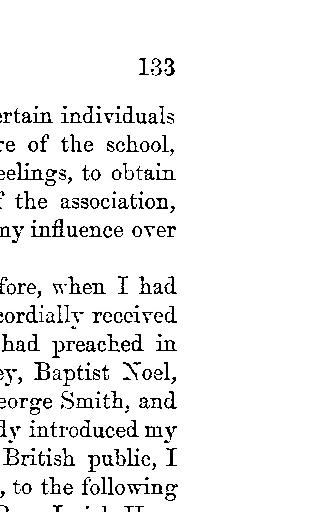 133
ertain individuals
re of the school,
eelings, to obtain
f the association,
ny influence over
fore, when I had
cordially received
had preached in
ey, Baptist Noel,
eorge Smith, and
dy introduced my
British public, I
, to the following